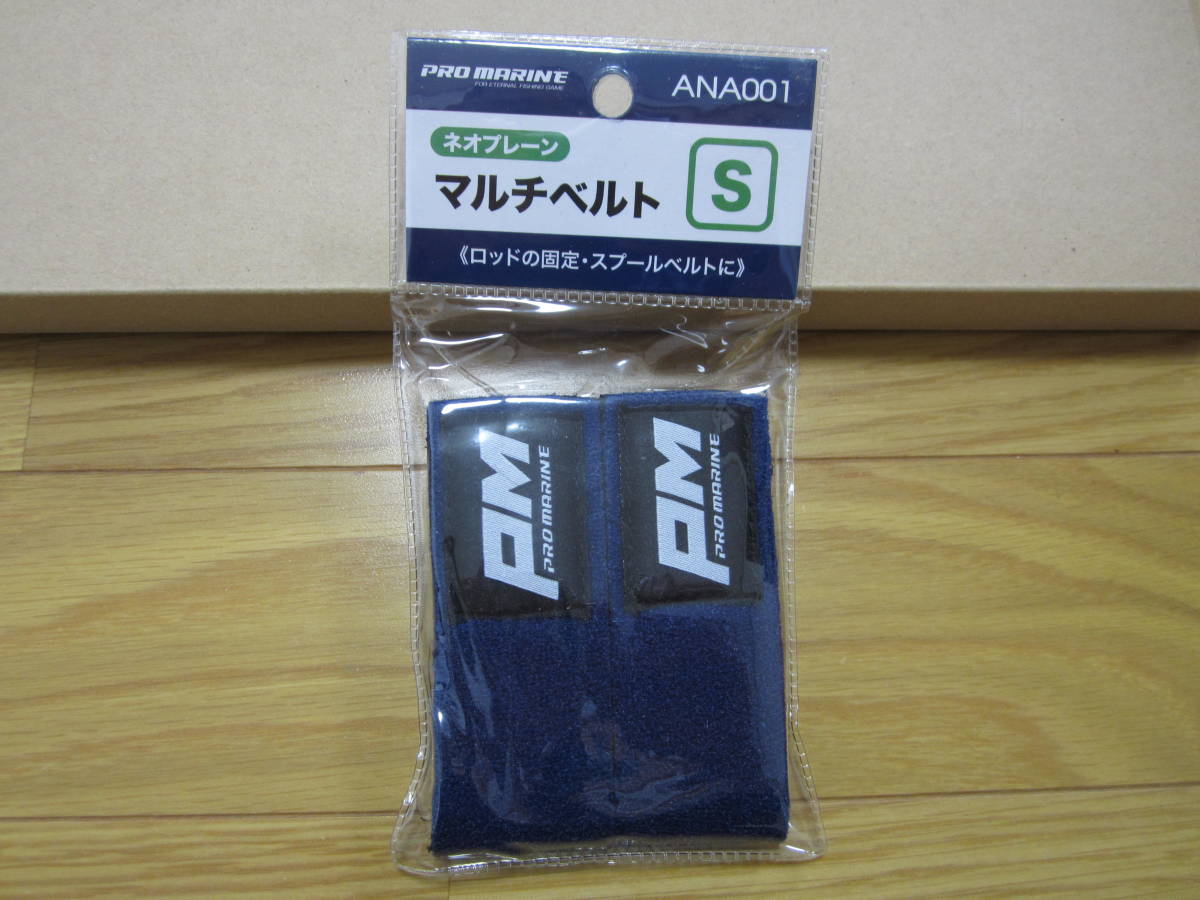 PRO MARINE
FOR ETERNAL FISHING GAME
ANA001
ネオプレーン
マルチベルト
S
《ロッドの固定・スプールベルトに》
PM
PRO MARINE
PM
PRO MARINE